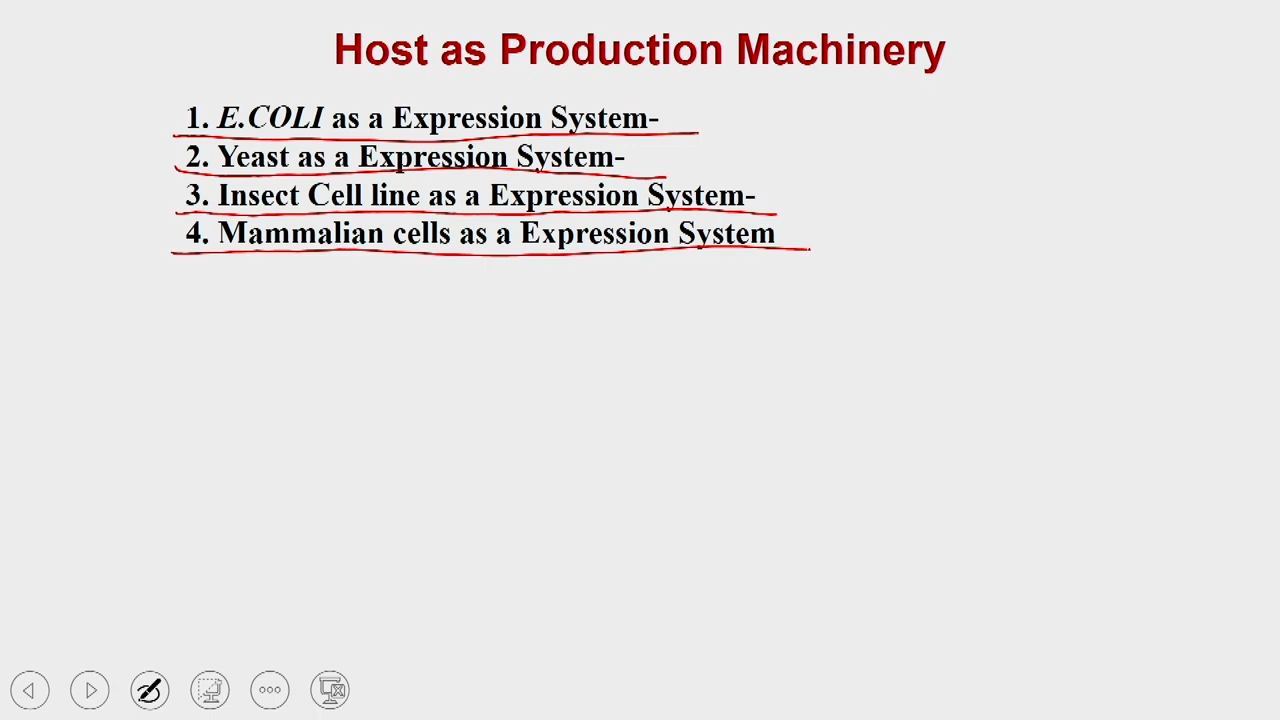 Host as Production Machinery
1. E.COLI as a Expression System-
2. Yeast as a Expression System-
3. Insect Cell line as a Expression System-
4. Mammalian cells as a Expression System